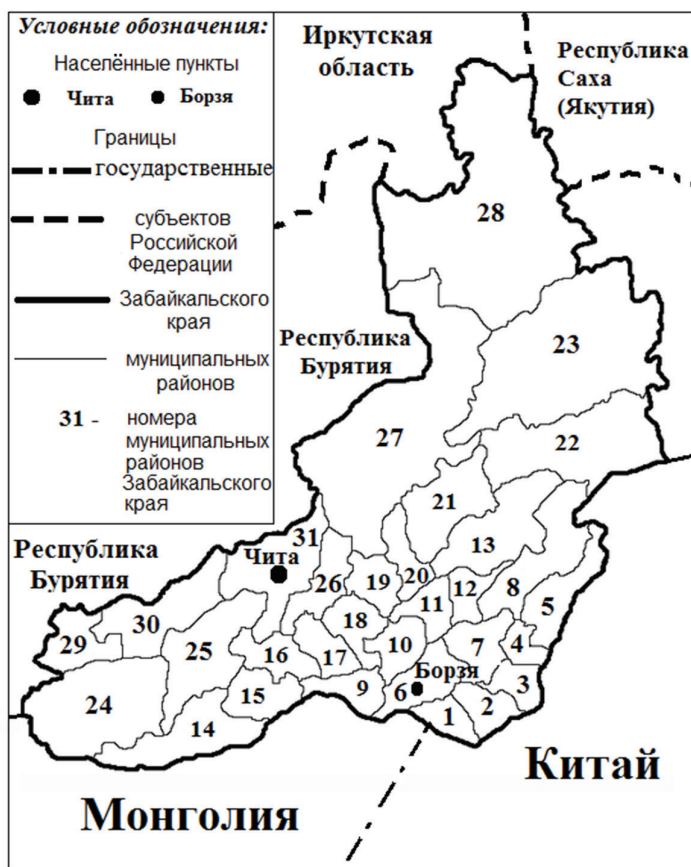 Условные обозначения:
Населённые пункты
Чита Борзя
Границы
государственные
субъектов
Российской
Федерации
Забайкальского
края
муниципальных
районов
31 - номера
муниципальных
районов
Забайкальского
края
Иркутская
область
Республика
Саха
(Якутия)
28
Республика
Бурятия
23
27
22
21
13
31
Республика
Бурятия
Чита
26
19
20
11
12
8
5
29
30
25
18
10
7
4
16
17
Борзя
24
15
9
6
3
14
1
2
Китай
Монголия